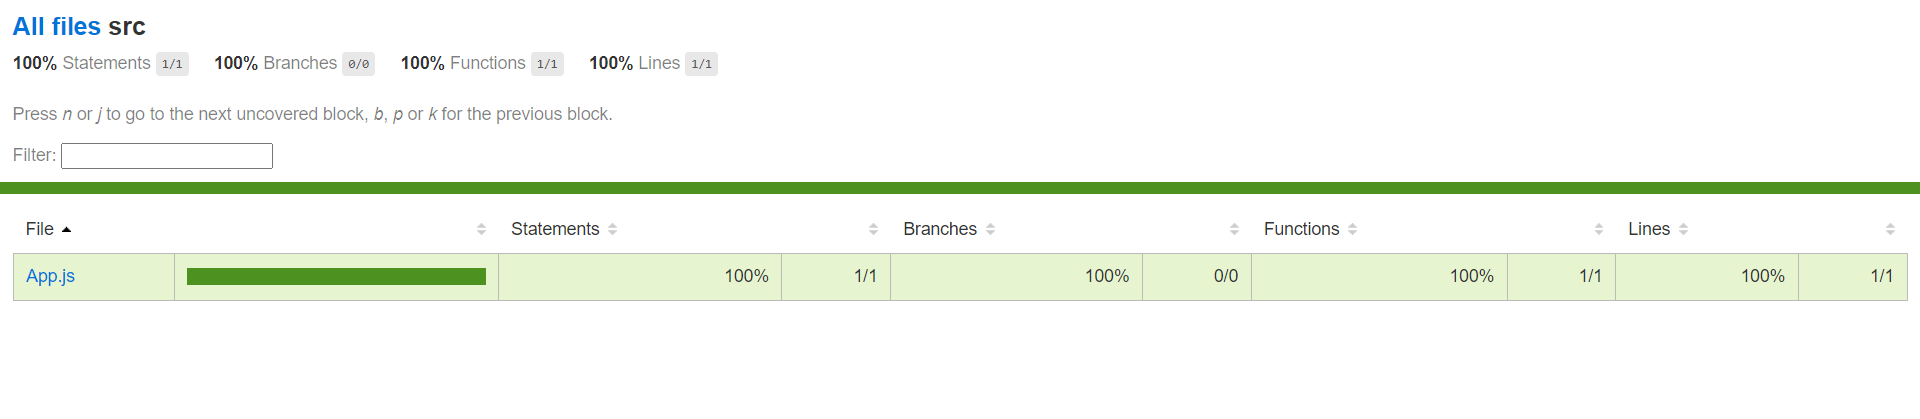 All files src
100% Statements 1/1 100% Branches 0/0 100% Functions 1/1 100% Lines 1/1
Press n or j to go to the next uncovered block, b, p or k for the previous block.
Filter:
File Statements Branches Functions Lines
App.js 100% 1/1 100% 0/0 100% 1/1 100% 1/1